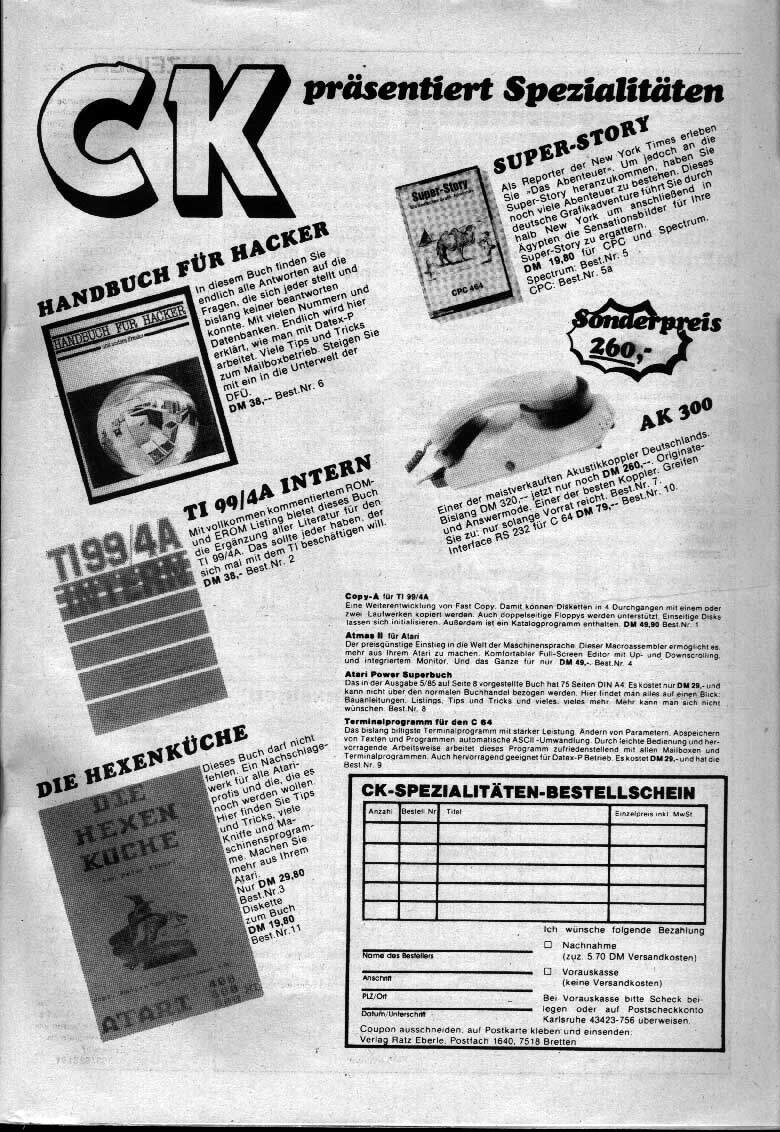 CK
präsentiert Spezialitäten
SUPER-STORY
Als Reporter der New York Times erleben
Sie „Das Abenteuer". Um jedoch an die
Super-Story heranzukommen, haben Sie
noch viele Abenteuer zu bestehen. Dieses
deutsche Grafikadventure führt Sie durch
halb New York um anschließend in
Ägypten die Sensationsbilder für Ihre
Super-Story zu ergattern.
DM 19,80 für CPC und Spectrum.
Spectrum: Best.Nr. 5
CPC: Best.Nr. 5a
Super-Story
CPC 464
HANDBUCH FÜR HACKER
In diesem Buch finden Sie
endlich alle Antworten auf die
Fragen, die sich jeder stellt und
bislang keiner beantworten
konnte. Mit vielen Nummern und
Datenbanken. Endlich wird hier
erklärt, wie man mit Datex-P
arbeitet. Viele Tips und Tricks
zum Mailboxbetrieb. Steigen Sie
mit ein in die Unterwelt der
DFÜ.
DM 38,-- Best.Nr. 6
HANDBUCH FÜR HACKER
Sonderpreis
260,-
AK 300
Einer der meistverkauften Akustikkoppler Deutschlands.
Bislang DM 320,-- jetzt nur noch DM 260,--. Originate-
und Answermode. Einer der besten Koppler. Greifen
Sie zu: nur solange Vorrat reicht. Best.Nr. 7.
Interface RS 232 für C 64 DM 79,-- Best.Nr. 10.
TI 99/4A INTERN
Mit vollkommen kommentiertem ROM-
und EROM Listing bietet dieses Buch
die Ergänzung aller Literatur für den
TI 99/4A. Das sollte jeder haben, der
sich mal mit dem TI beschäftigen will.
DM 38,- Best.Nr. 2
TI 99/4A
INTERN
Copy-A für TI 99/4A
Eine Weiterentwicklung von Fast Copy. Damit können Disketten in 4 Durchgangen mit einem oder
zwei Laufwerken kopiert werden. Auch doppelseitige Floppys werden unterstützt. Einseitige Disks
lassen sich initialisieren. Außerdem ist ein Katalogprogramm enthalten. DM 49,90 Best.Nr. 1
Atmas II für Atari
Der preisgünstige Einstieg in die Welt der Maschinensprache. Dieser Macroassembler ermöglicht es,
mehr aus Ihrem Atari zu machen. Komfortabler Full-Screen Editor mit Up- und Downscrolling,
und integriertem Monitor. Und das Ganze für nur DM 49,-. Best.Nr. 4
Atari Power Superbuch
Das in der Ausgabe 5/85 auf Seite 8 vorgestellte Buch hat 75 Seiten DIN A4. Es kostet nur DM 29,- und
kann nicht über den normalen Buchhandel bezogen werden. Hier findet man alles auf einen Blick:
Bauanleitungen, Listings, Tips und Tricks und vieles, vieles mehr. Mehr kann man sich nicht
wünschen. Best.Nr. 8
Terminalprogramm für den C 64
Das bislang billigste Terminalprogramm mit starker Leistung. Ändern von Parametern, Abspeichern
von Texten und Programmen, automatische ASCII-Umwandlung. Durch leichte Bedienung und her-
vorragende Arbeitsweise arbeitet dieses Programm zufriedenstellend mit allen Mailboxen und
Terminalprogrammen. Auch hervorragend geeignet für Datex-P Betrieb. Es kostet DM 29,- und hat die
Best.Nr. 9
DIE HEXENKÜCHE
Dieses Buch darf nicht
fehlen. Ein Nachschlage-
werk für alle Atari-
profis und die, die es
noch werden wollen.
Hier finden Sie Tips
und Tricks, viele
Kniffe und Ma-
schinensprogram-
me. Machen Sie
mehr aus Ihrem
Atari.
Nur DM 29,80
Best.Nr.3
Diskette
zum Buch
DM 19,80
Best.Nr.11
DIE
HEXEN
KÜCHE
ATARI
CK-SPEZIALITÄTEN-BESTELLSCHEIN
Anzahl Bestell.Nr. Titel Einzelpreis inkl. MwSt.
Ich wünsche folgende Bezahlung
Nachnahme
(zuz. 5.70 DM Versandkosten)
Vorauskasse
(keine Versandkosten)
Bei Vorauskasse bitte Scheck bei-
legen oder auf Postscheckkonto
Karlsruhe 43423-756 überweisen.
Name des Bestellers
Anschrift
PLZ/Ort
Datum/Unterschrift
Coupon ausschneiden, auf Postkarte kleben und einsenden:
Verlag Rätz Eberle, Postfach 1640, 7518 Bretten